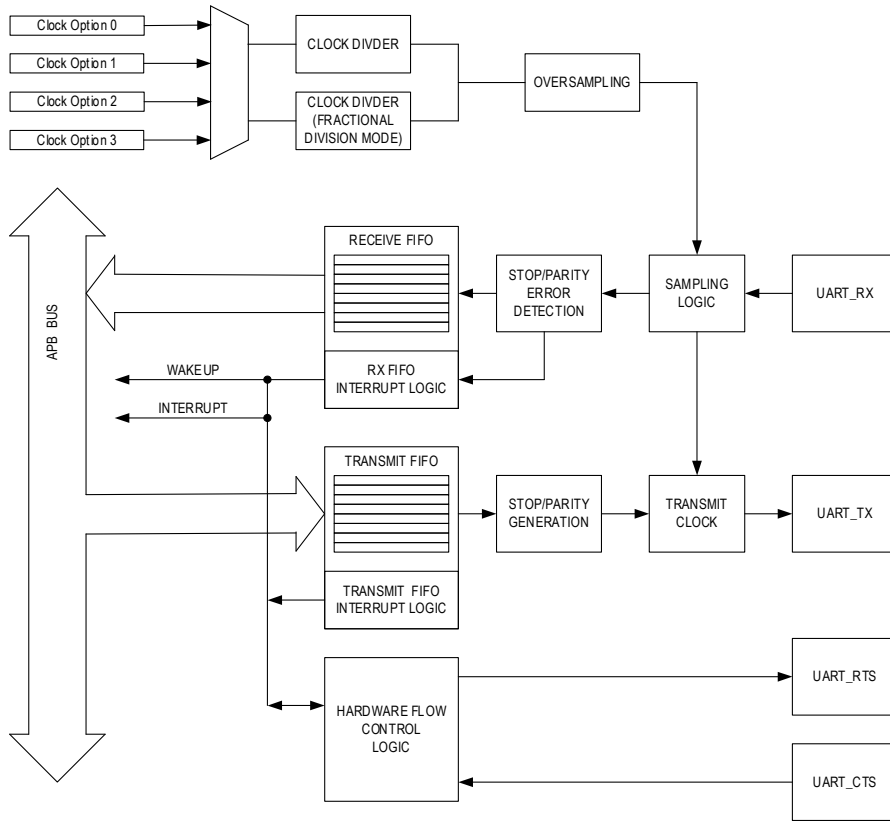 Clock Option 0
Clock Option 1
Clock Option 2
Clock Option 3
CLOCK DIVDER
CLOCK DIVDER
(FRACTIONAL
DIVISION MODE)
OVERSAMPLING
APB BUS
RECEIVE FIFO
RX FIFO
INTERRUPT LOGIC
STOP/PARITY
ERROR
DETECTION
SAMPLING
LOGIC
UART_RX
WAKEUP
INTERRUPT
TRANSMIT FIFO
TRANSMIT FIFO
INTERRUPT LOGIC
STOP/PARITY
GENERATION
TRANSMIT
CLOCK
UART_TX
HARDWARE FLOW
CONTROL
LOGIC
UART_RTS
UART_CTS